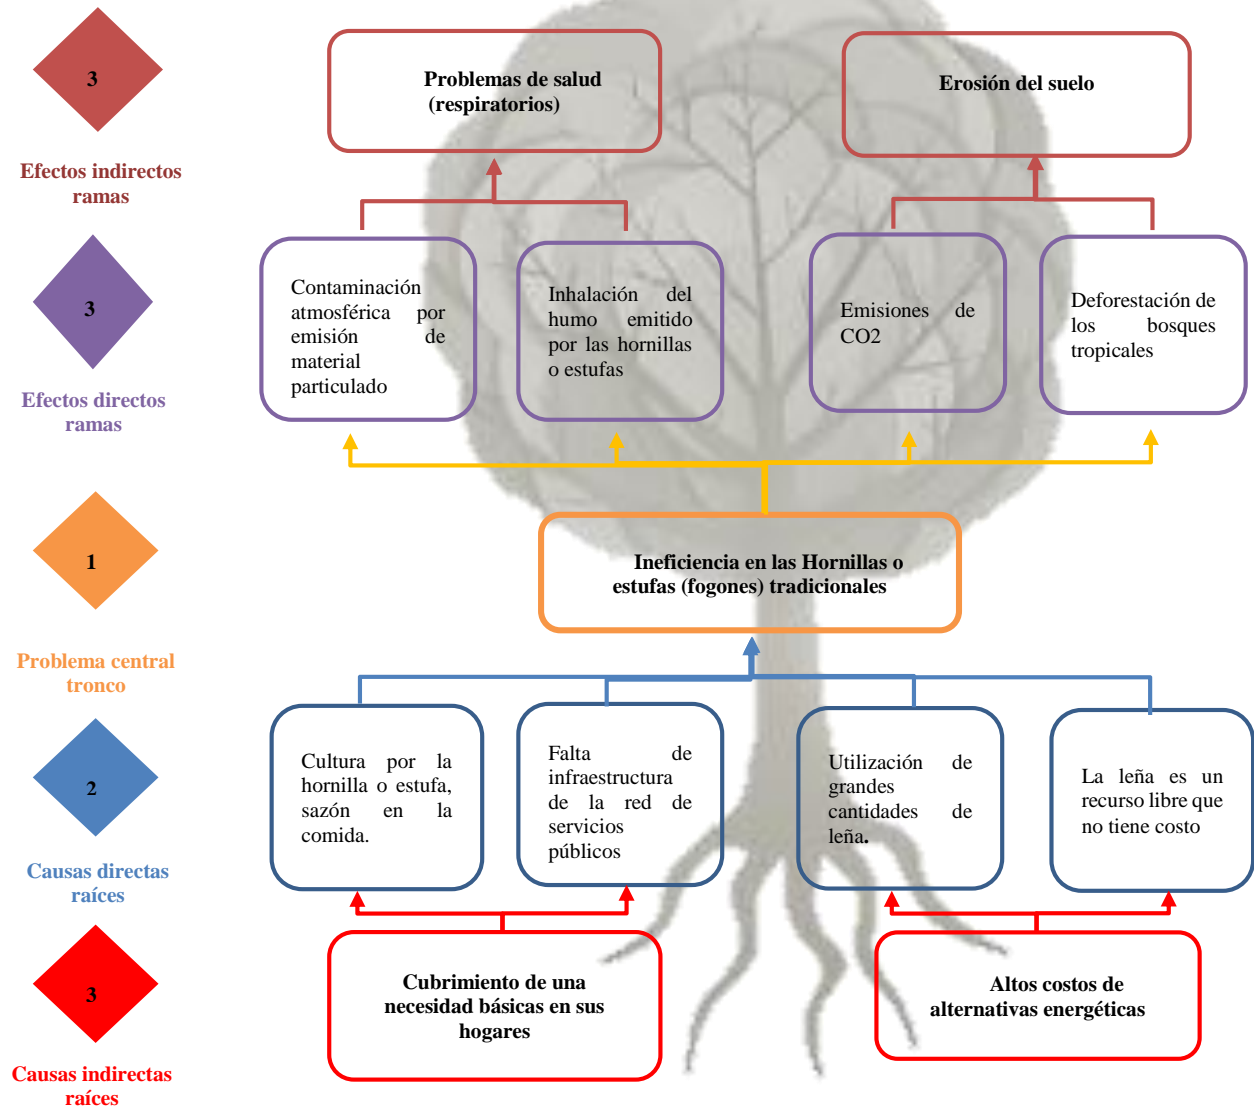 3
Efectos indirectos
ramas
Problemas de salud
(respiratorios)
Erosión del suelo
3
Efectos directos
ramas
Contaminación
atmosférica por
emisión de
material
particulado
Inhalación del
humo emitido
por las hornillas
o estufas
Emisiones de
CO2
Deforestación de
los bosques
tropicales
1
Problema central
tronco
Ineficiencia en las Hornillas o
estufas (fogones) tradicionales
2
Causas directas
raíces
Cultura por la
hornilla o estufa,
sazón en la
comida.
Falta de
infraestructura
de la red de
servicios
públicos
Utilización de
grandes
cantidades de
leña.
La leña es un
recurso libre que
no tiene costo
3
Causas indirectas
raíces
Cubrimiento de una
necesidad básicas en sus
hogares
Altos costos de
alternativas energéticas